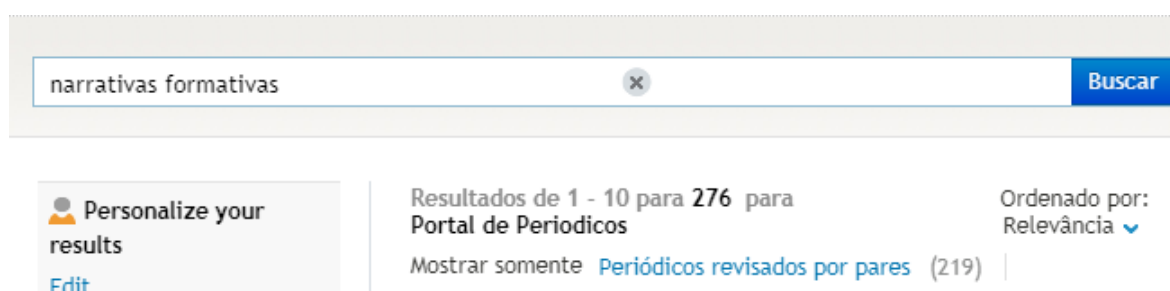 narrativas formativas
Buscar
Personalize your
results
Edit
Resultados de 1 - 10 para 276 para
Portal de Periodicos
Mostrar somente Periódicos revisados por pares (219)
Ordenado por:
Relevância